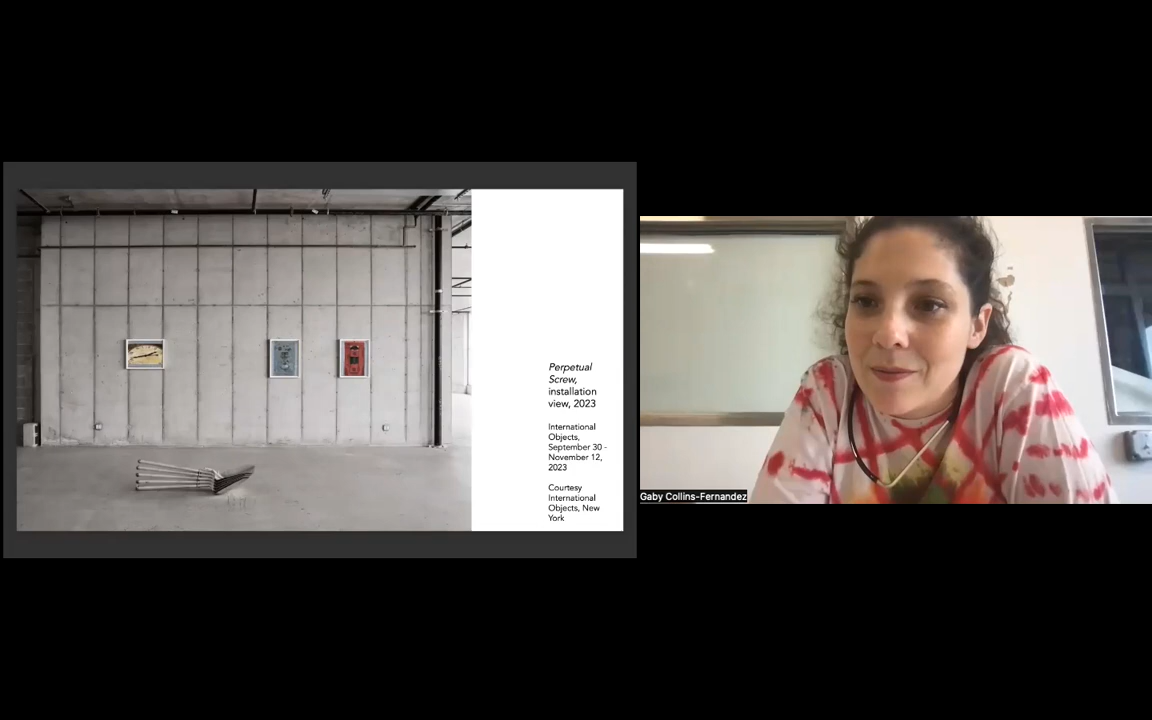 Perpetual
Screw,
installation
view, 2023
International
Objects,
September 30 -
November 12,
2023
Courtesy
International
Objects, New
York
Gaby Collins-Fernandez